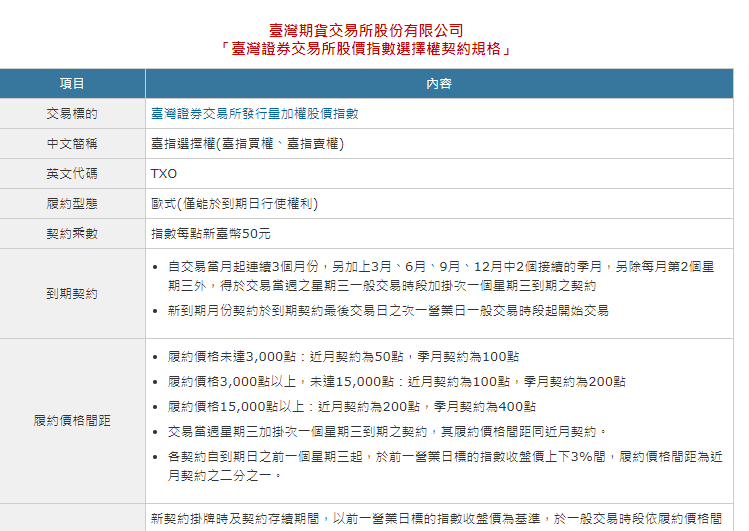 臺灣期貨交易所股份有限公司
「臺灣證券交易所股價指數選擇權契約規格」
項目 內容
交易標的 臺灣證券交易所發行量加權股價指數
中文簡稱 臺指選擇權(臺指買權、臺指賣權)
英文代碼 TXO
履約型態 歐式(僅能於到期日行使權利)
契約乘數 指數每點新臺幣50元
到期契約
• 自交易當月起連續3個月份，另加上3月、6月、9月、12月中2個接續的季月，另除每月第2個星
期三外，得於交易當週之星期三一般交易時段加掛次一個星期三到期之契約
• 新到期月份契約於到期契約最後交易日之次一營業日一般交易時段起開始交易
履約價格間距
• 履約價格未達3,000點：近月契約為50點，季月契約為100點
• 履約價格3,000點以上，未達15,000點：近月契約為100點，季月契約為200點
• 履約價格15,000點以上：近月契約為200點，季月契約為400點
• 交易當週星期三加掛次一個星期三到期之契約，其履約價格間距同近月契約。
• 各契約自到期日之前一個星期三起，於前一營業日標的指數收盤價上下3%間，履約價格間距為近
月契約之二分之一。
新契約掛牌時及契約存續期間，以前一營業日標的指數收盤價為基準，於一般交易時段依履約價格間